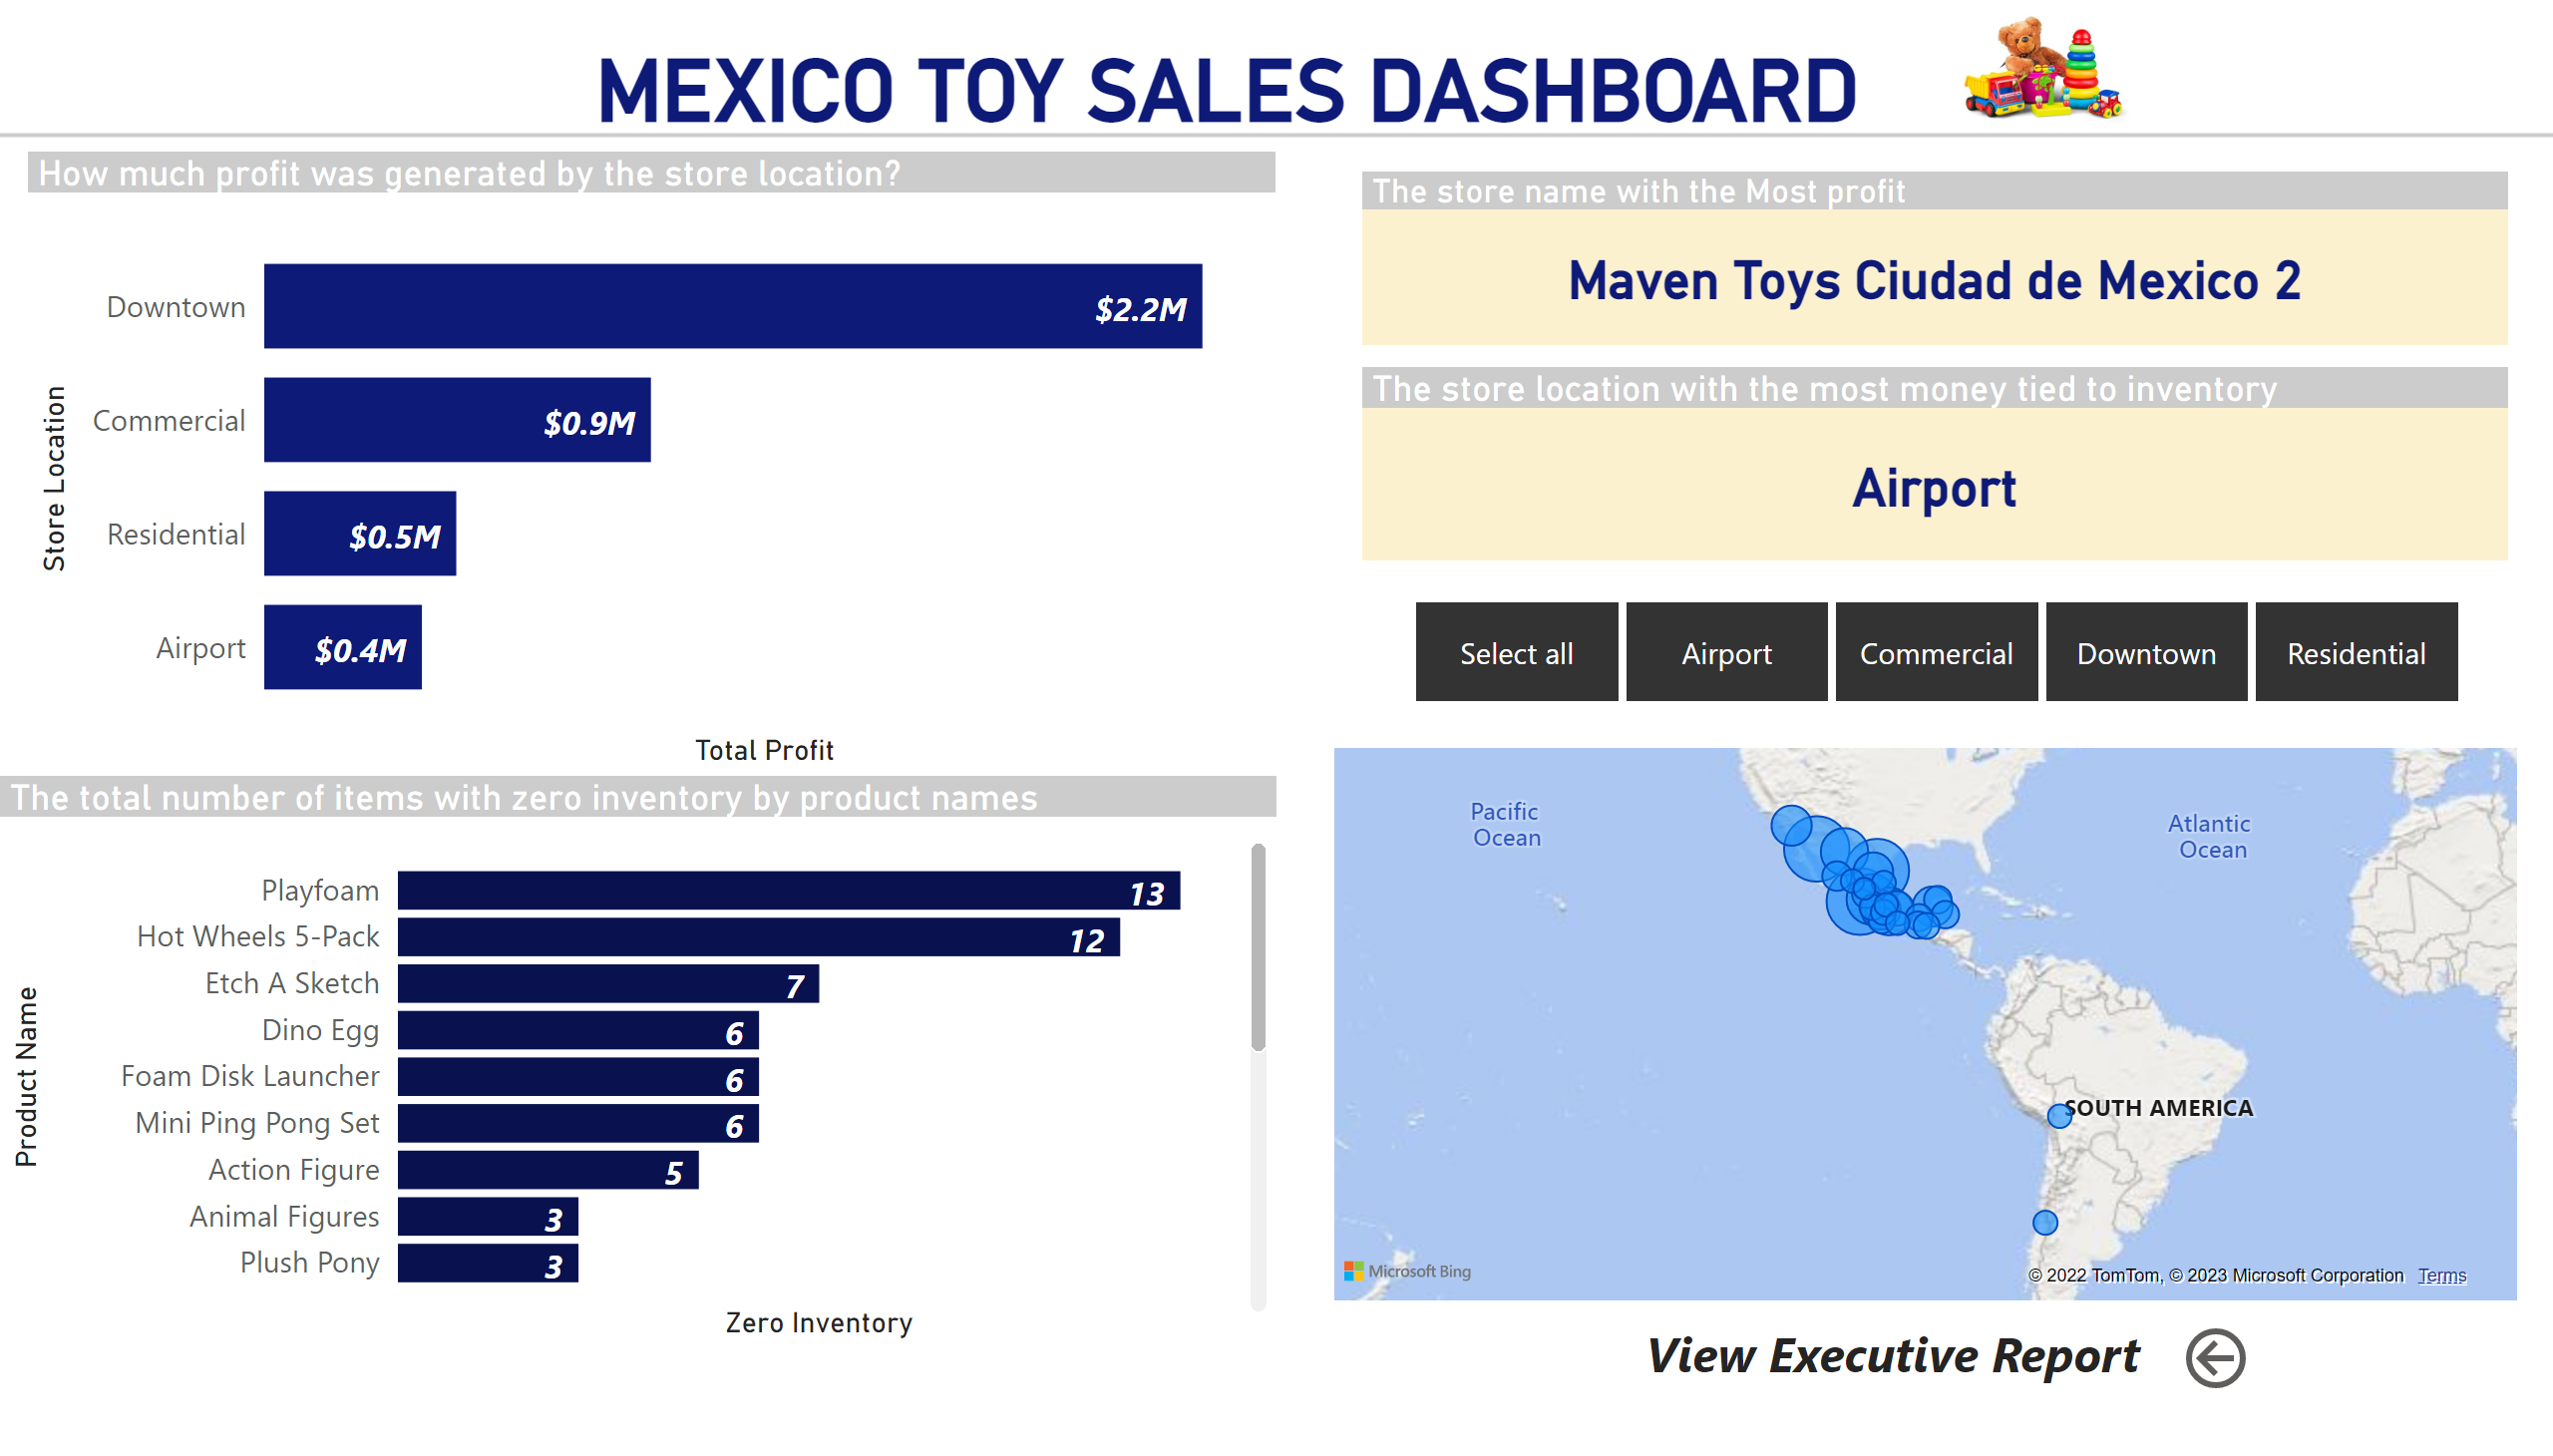 MEXICO TOY SALES DASHBOARD
How much profit was generated by the store location?
Store Location
Downtown
$2.2M
Commercial
$0.9M
Residential
$0.5M
Airport
$0.4M
Total Profit
The total number of items with zero inventory by product names
Product Name
Playfoam
13
Hot Wheels 5-Pack
12
Etch A Sketch
7
Dino Egg
6
Foam Disk Launcher
6
Mini Ping Pong Set
6
Action Figure
5
Animal Figures
3
Plush Pony
3
Zero Inventory
The store name with the Most profit
Maven Toys Ciudad de Mexico 2
The store location with the most money tied to inventory
Airport
Select all
Airport
Commercial
Downtown
Residential
Pacific
Ocean
Atlantic
Ocean
SOUTH AMERICA
Microsoft Bing
© 2022 TomTom, © 2023 Microsoft Corporation Terms
View Executive Report